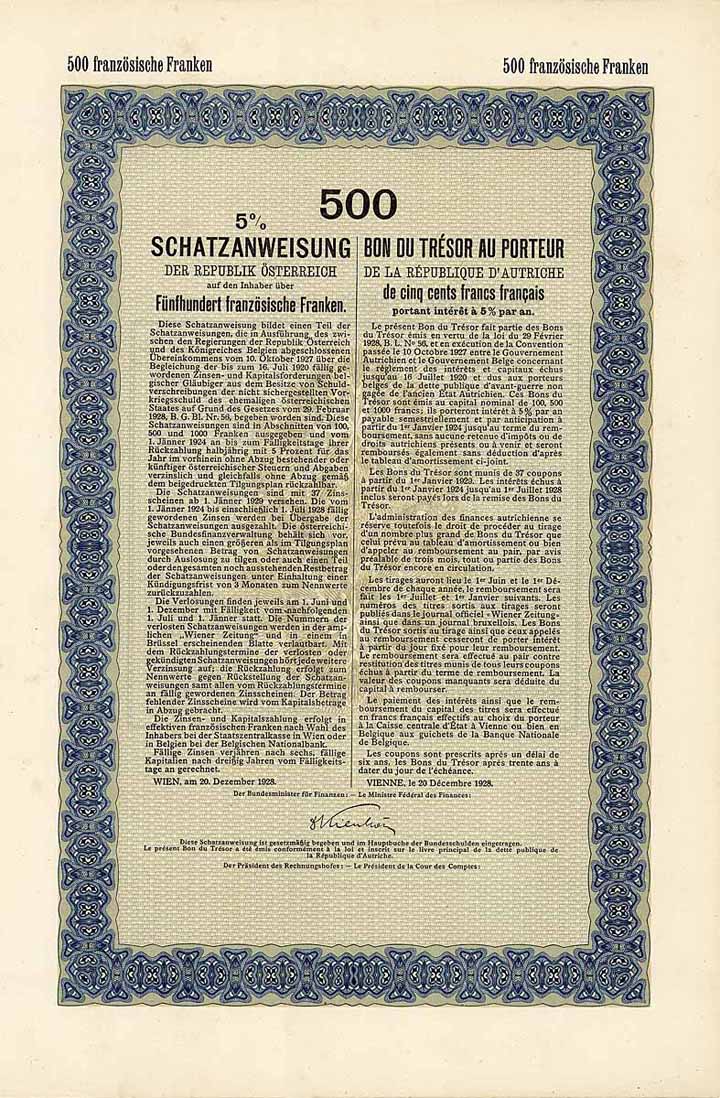 500 französische Franken
500 französische Franken
500
5%
SCHATZANWEISUNG
DER REPUBLIK ÖSTERREICH
auf den Inhaber über
Fünfhundert französische Franken.
Diese Schatzanweisung bildet einen Teil der
Schatzanweisungen, die in Ausführung des zwi-
schen den Regierungen der Republik Österreich
und des Königreiches Belgien abgeschlossenen
Übereinkommens vom 10. Oktober 1927 über die
Begleichung der bis zum 16. Juli 1920 fällig ge-
wordenen Zinsen- und Kapitalsforderungen bel-
gischer Gläubiger aus dem Besitze von Schuld-
verschreibungen der nicht sichergestellten Vor-
kriegsschuld des ehemaligen österreichischen
Staates auf Grund des Gesetzes vom 29. Februar
1928, B. G. Bl. Nr. 56, begeben worden sind. Diese
Schatzanweisungen sind in Abschnitten von 100,
500 und 1000 Franken ausgegeben und vom
1. Jänner 1924 an bis zum Fälligkeitstage ihrer
Rückzahlung halbjährig mit 5 Prozent für das
Jahr im vorhinein ohne Abzug bestehender oder
künftiger österreichischer Steuern und Abgaben
verzinslich und gleichfalls ohne Abzug gemäß
dem beigedruckten Tilgungsplan rückzahlbar.
Die Schatzanweisungen sind mit 37 Zins-
scheinen ab 1. Jänner 1929 versehen. Die vom
1. Jänner 1924 bis einschließlich 1. Juli 1928 fällig
gewordenen Zinsen werden bei Übergabe der
Schatzanweisungen ausgezahlt. Die österreichi-
sche Bundesfinanzverwaltung behält sich vor,
jeweils auch einen größeren als im Tilgungsplan
vorgesehenen Betrag von Schatzanweisungen
durch Auslosung zu tilgen oder auch einen Teil
oder den gesamten noch ausstehenden Restbetrag
der Schatzanweisungen unter Einhaltung einer
Kündigungsfrist von 3 Monaten zum Nennwerte
zurückzuzahlen.
Die Verlosungen finden jeweils am 1. Juni und
1. Dezember mit Fälligkeit vom nachfolgenden
1. Juli und 1. Jänner statt. Die Nummern der
verlosten Schatzanweisungen werden in der amt-
lichen „Wiener Zeitung“ und in einem in
Brüssel erscheinenden Blatte verlautbart. Mit
dem Rückzahlungstermine der verlosten oder
gekündigten Schatzanweisungen hört jede weitere
Verzinsung auf; die Rückzahlung erfolgt zum
Nennwerte gegen Rückstellung der Schatzan-
weisungen samt allen vom Rückzahlungstermine
an fällig gewordenen Zinsscheinen. Der Betrag
fehlender Zinsscheine wird vom Kapitalsbetrage
in Abzug gebracht.
Die Zinsen- und Kapitalszahlung erfolgt in
effektiven französischen Franken nach Wahl des
Inhabers bei der Staatszentralkasse in Wien oder
in Belgien bei der Belgischen Nationalbank.
Fällige Zinsen verjähren nach sechs, fällige
Kapitalien nach dreißig Jahren vom Fälligkeits-
tage an gerechnet.
WIEN, am 20. Dezember 1928.
BON DU TRÉSOR AU PORTEUR
DE LA RÉPUBLIQUE D'AUTRICHE
de cinq cents francs français
portant intérêt à 5% par an.
Le présent Bon du Trésor fait partie des Bons
du Trésor émis en vertu de la loi du 29 Février
1928, B. L. No 56, et en exécution de la Convention
passée le 10 Octobre 1927 entre le Gouvernement
Autrichien et le Gouvernement Belge concernant
le règlement des intérêts et capitaux échus
jusqu'au 16 Juillet 1920 et dus aux porteurs
belges de la dette publique d'avant-guerre non
gagée de l'ancien État Autrichien. Ces Bons du
Trésor sont émis au capital nominal de 100, 500
et 1000 francs; ils porteront intérêt à 5% par an
payable semestriellement et par anticipation à
partir du 1er Janvier 1924 jusqu'au terme du rem-
boursement, sans aucune retenue d'impôts ou de
droits autrichiens présents ou à venir et seront
remboursés également sans déduction d'après
le tableau d'amortissement ci-joint.
Les Bons du Trésor sont munis de 37 coupons
à partir du 1er Janvier 1929. Les intérêts échus à
partir du 1er Janvier 1924 jusqu'au 1er Juillet 1928
inclus seront payés lors de la remise des Bons du
Trésor.
L'administration des finances autrichienne se
réserve toutefois le droit de procéder au tirage
d'un nombre plus grand de Bons du Trésor que
celui prévu au tableau d'amortissement ou bien
d'appeler au remboursement au pair, par avis
préalable de trois mois, tout ou partie des Bons
du Trésor encore en circulation.
Les tirages auront lieu le 1er Juin et le 1er Dé-
cembre de chaque année, le remboursement sera
fait les 1er Juillet et 1er Janvier suivants. Les
numéros des titres sortis aux tirages seront
publiés dans le journal officiel «Wiener Zeitung»
ainsi que dans un journal bruxellois. Les Bons
du Trésor sortis au tirage ainsi que ceux appelés
au remboursement cesseront de porter intérêt
à partir du jour fixé pour leur remboursement.
Le remboursement sera effectué au pair contre
restitution des titres munis de tous leurs coupons
échus à partir du terme de remboursement. La
valeur des coupons manquants sera déduite du
capital à rembourser.
Le paiement des intérêts ainsi que le rem-
boursement du capital des titres sera effectué
en francs français effectifs au choix du porteur
à la Caisse centrale d'État à Vienne ou bien en
Belgique aux guichets de la Banque Nationale
de Belgique.
Les coupons sont prescrits après un délai de
six ans, les Bons du Trésor après trente ans à
dater du jour de l'échéance.
VIENNE, le 20 Décembre 1928.
Der Bundesminister für Finanzen: — Le Ministre Fédéral des Finances:
Diese Schatzanweisung ist gesetzmäßig begeben und im Hauptbuche der Bundesschulden eingetragen.
Le présent Bon du Trésor a été émis conformément à la loi et inscrit sur le livre principal de la dette publique de
la République d'Autriche.
Der Präsident des Rechnungshofes: — Le Président de la Cour des Comptes: